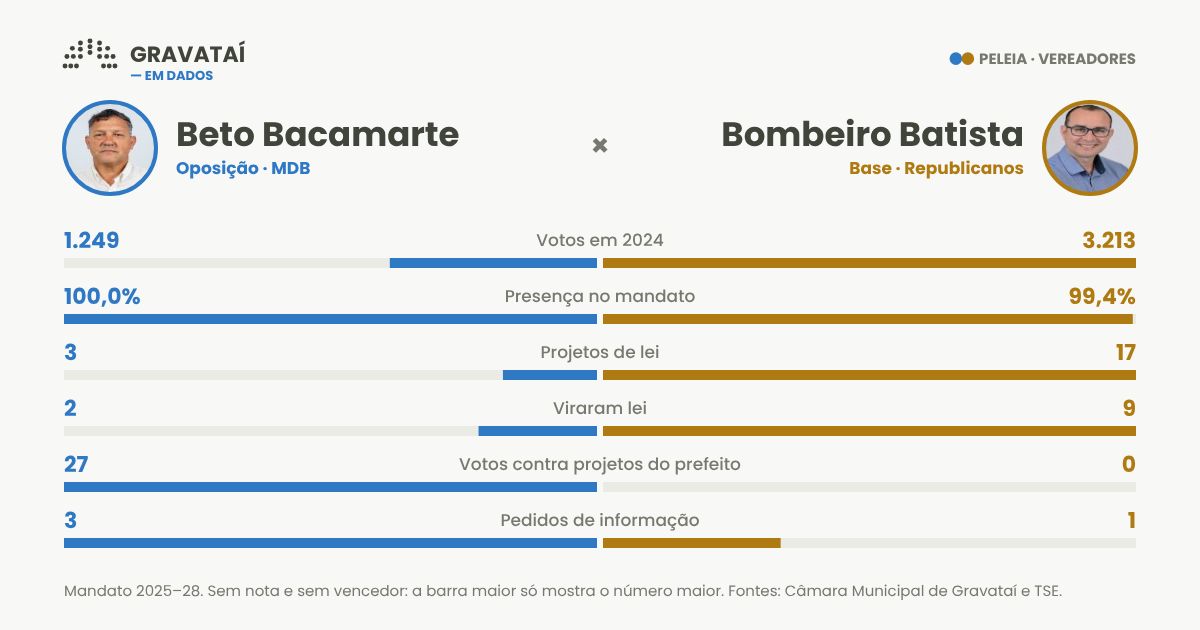 GRAVATAÍ
— EM DADOS
PELEIA · VEREADORES
Beto Bacamarte
Oposição · MDB
×
Bombeiro Batista
Base · Republicanos
1.249 Votos em 2024 3.213
100,0% Presença no mandato 99,4%
3 Projetos de lei 17
2 Viraram lei 9
27 Votos contra projetos do prefeito 0
3 Pedidos de informação 1
Mandato 2025–28. Sem nota e sem vencedor: a barra maior só mostra o número maior. Fontes: Câmara Municipal de Gravataí e TSE.